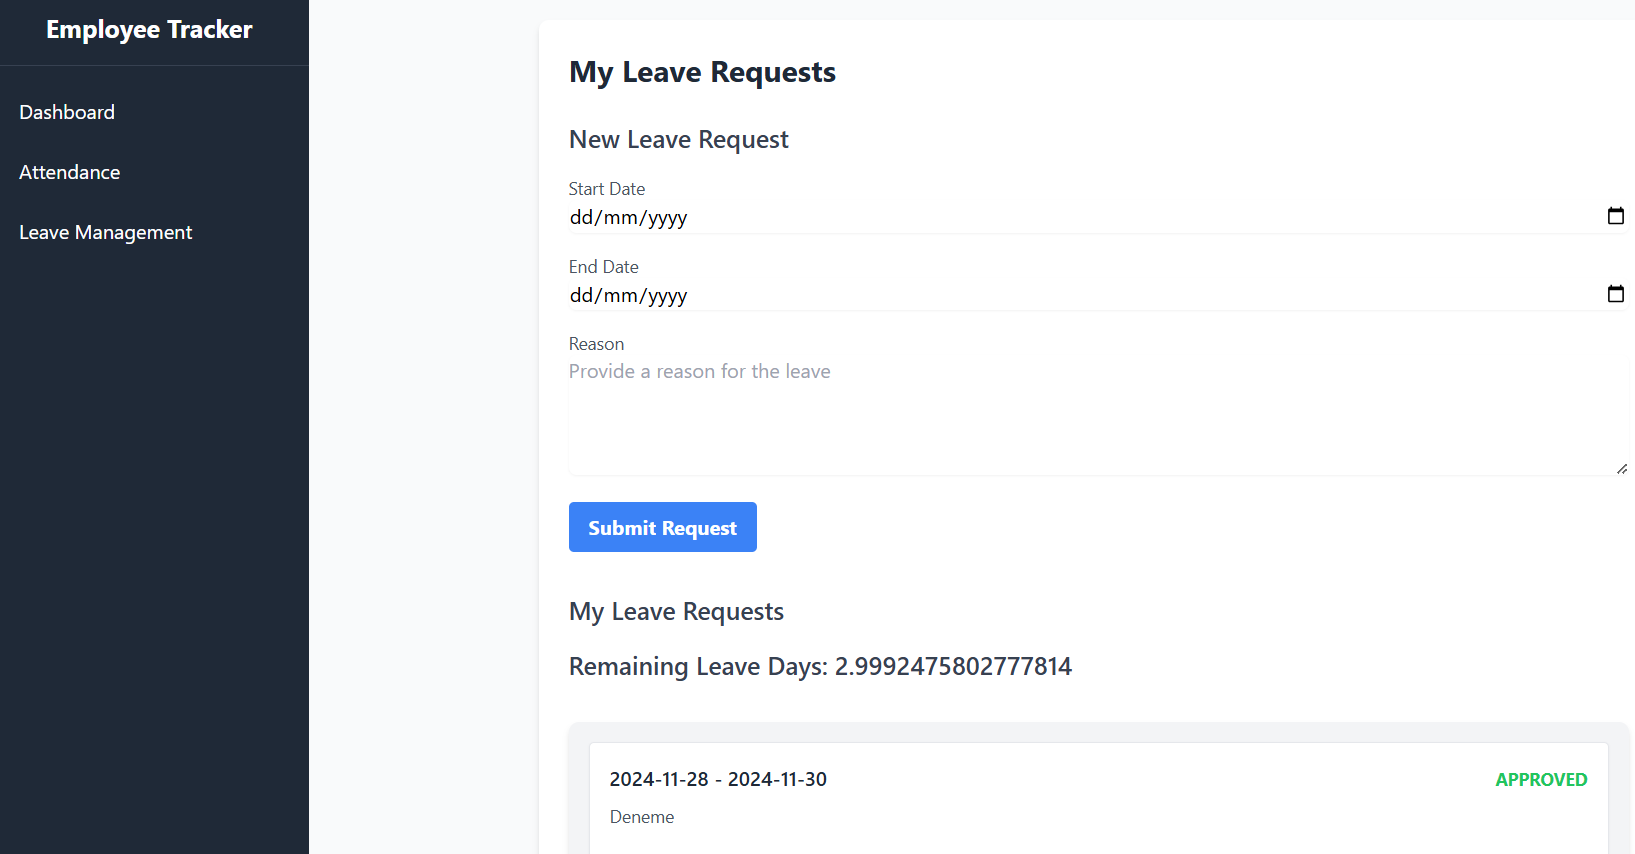 Employee Tracker
Dashboard
Attendance
Leave Management
My Leave Requests
New Leave Request
Start Date
dd/mm/yyyy
End Date
dd/mm/yyyy
Reason
Provide a reason for the leave
Submit Request
My Leave Requests
Remaining Leave Days: 2.9992475802777814
2024-11-28 - 2024-11-30
APPROVED
Deneme